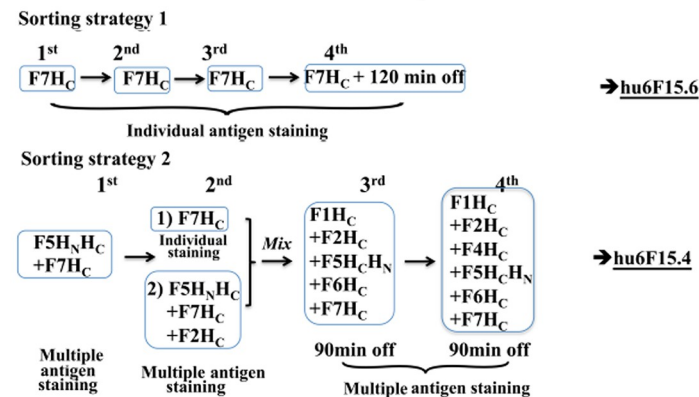 Sorting strategy 1
1st 2nd 3rd 4th
F7HC F7HC F7HC F7HC + 120 min off
➔hu6F15.6
Individual antigen staining
Sorting strategy 2
1st 2nd 3rd 4th
F5HNHC
+F7HC
Multiple
antigen
staining
1) F7HC
Individual
staining
2) F5HNHC
+F7HC
+F2HC
Multiple antigen
staining
Mix
F1HC
+F2HC
+F5HCHN
+F6HC
+F7HC
90min off
F1HC
+F2HC
+F4HC
+F5HCHN
+F6HC
+F7HC
90min off
Multiple antigen staining
➔hu6F15.4